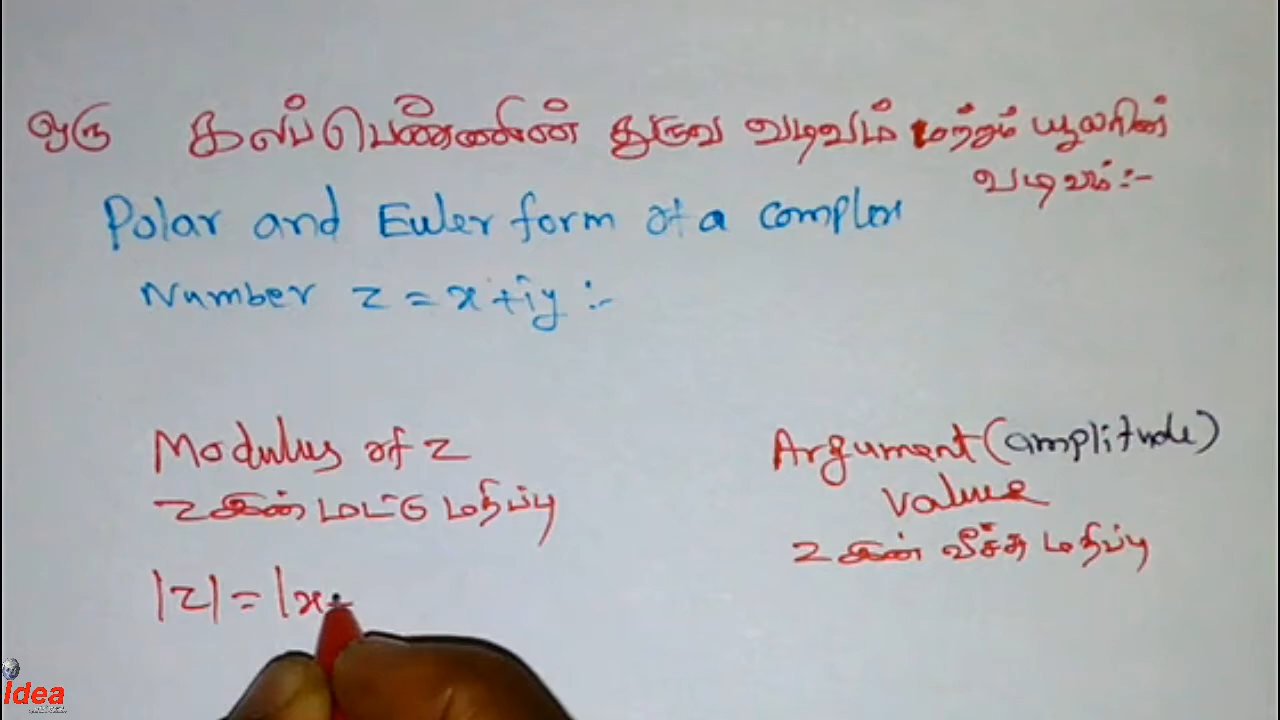 ஒரு கலப்பெண்ணின் துருவ வடிவம் மற்றும் யூலரின்
வடிவம்:-
Polar and Euler form of a complex
Number z = x+iy :-
Modulus of z
z இன் மட்டு மதிப்பு
Argument (amplitude)
value
z இன் வீச்சு மதிப்பு
|z| = |x+
Idea